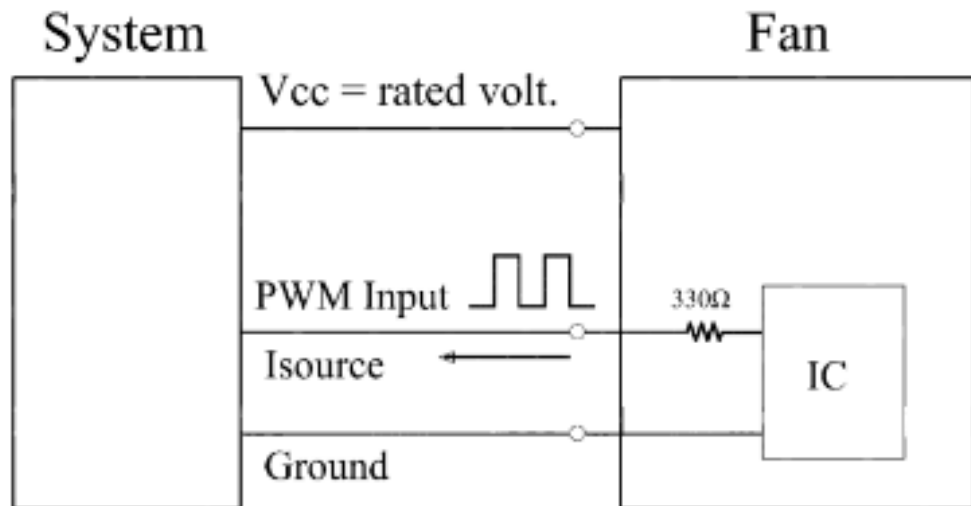 System
Fan
Vcc = rated volt.
PWM Input
330Ω
Isource
IC
Ground